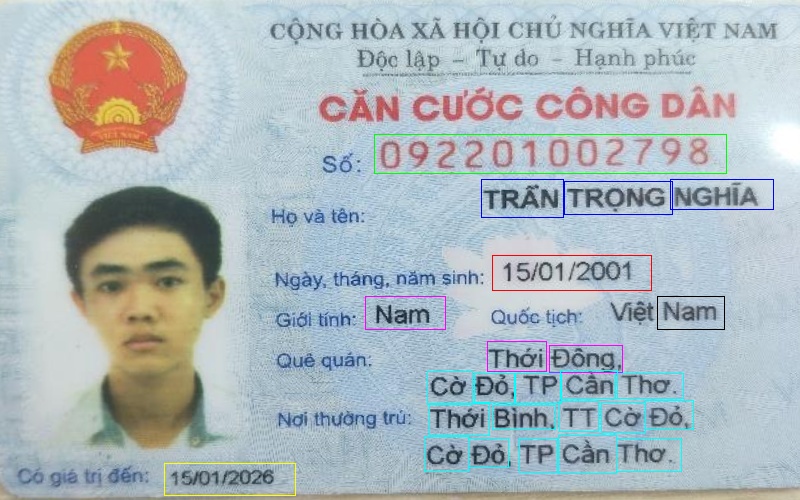 CỘNG HÒA XÃ HỘI CHỦ NGHĨA VIỆT NAM
Độc lập – Tự do – Hạnh phúc
CĂN CƯỚC CÔNG DÂN
Số: 092201002798
Họ và tên: TRẦN TRỌNG NGHĨA
Ngày, tháng, năm sinh: 15/01/2001
Giới tính: Nam Quốc tịch: Việt Nam
Quê quán: Thới Đông,
Cờ Đỏ, TP Cần Thơ.
Nơi thường trú: Thới Bình, TT Cờ Đỏ,
Cờ Đỏ, TP Cần Thơ.
Có giá trị đến: 15/01/2026
VIỆT NAM